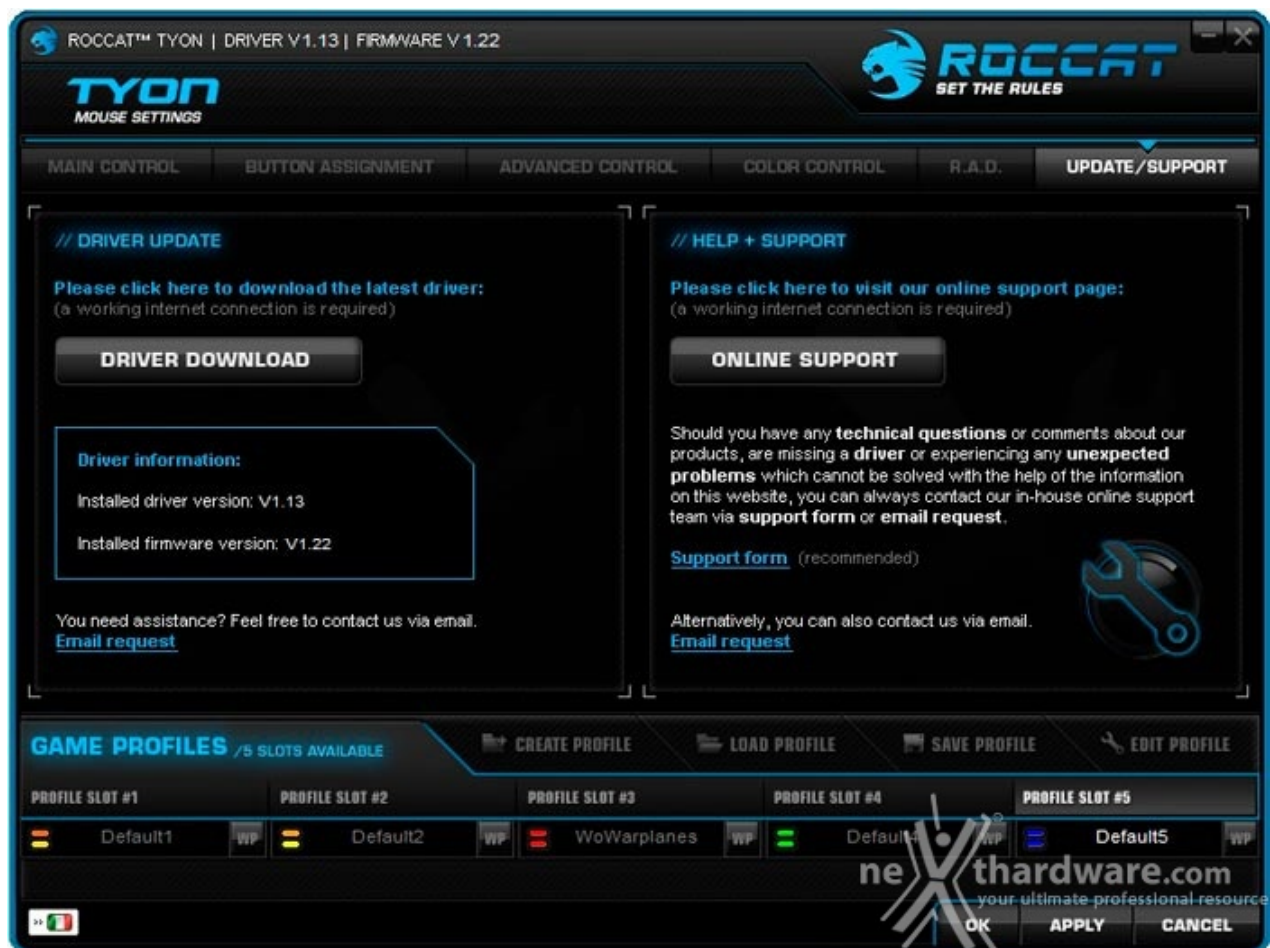 ROCCAT™ TYON | DRIVER V1.13 | FIRMWARE V1.22
ROCCAT
SET THE RULES
TYON
MOUSE SETTINGS
MAIN CONTROL BUTTON ASSIGNMENT ADVANCED CONTROL COLOR CONTROL R.A.D. UPDATE/SUPPORT
// DRIVER UPDATE
Please click here to download the latest driver:
(a working internet connection is required)
DRIVER DOWNLOAD
Driver information:
Installed driver version: V1.13
Installed firmware version: V1.22
You need assistance? Feel free to contact us via email.
Email request
// HELP + SUPPORT
Please click here to visit our online support page:
(a working internet connection is required)
ONLINE SUPPORT
Should you have any technical questions or comments about our
products, are missing a driver or experiencing any unexpected
problems which cannot be solved with the help of the information
on this website, you can always contact our in-house online support
team via support form or email request.
Support form (recommended)
Alternatively, you can also contact us via email.
Email request
GAME PROFILES /5 SLOTS AVAILABLE CREATE PROFILE LOAD PROFILE SAVE PROFILE EDIT PROFILE
PROFILE SLOT #1 PROFILE SLOT #2 PROFILE SLOT #3 PROFILE SLOT #4 PROFILE SLOT #5
Default1 WP Default2 WP WoWarplanes WP Default4 WP Default5 WP
nexthardware.com
your ultimate professional resource
OK APPLY CANCEL